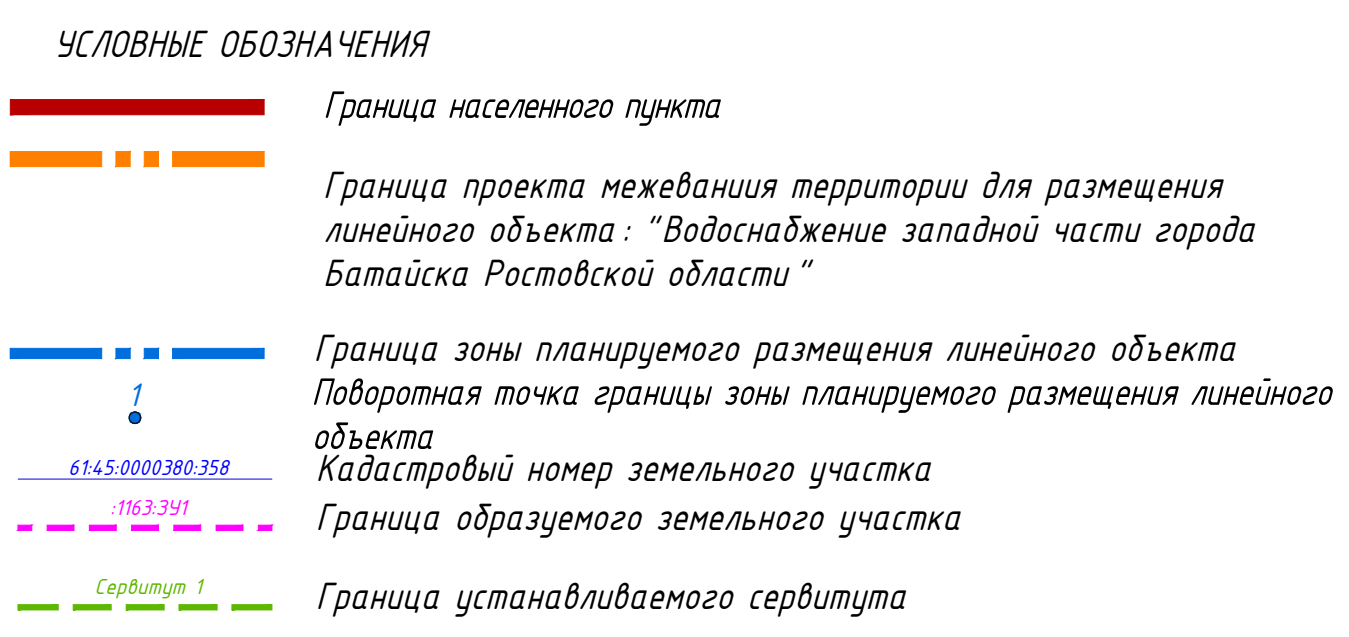 УСЛОВНЫЕ ОБОЗНАЧЕНИЯ
Граница населенного пункта
Граница проекта межеваниия территории для размещения
линейного объекта: "Водоснабжение западной части города
Батайска Ростовской области"
Граница зоны планируемого размещения линейного объекта
1
Поворотная точка границы зоны планируемого размещения линейного
объекта
61:45:0000380:358
Кадастровый номер земельного участка
:1163:ЗУ1
Граница образуемого земельного участка
Сервитут 1
Граница устанавливаемого сервитута